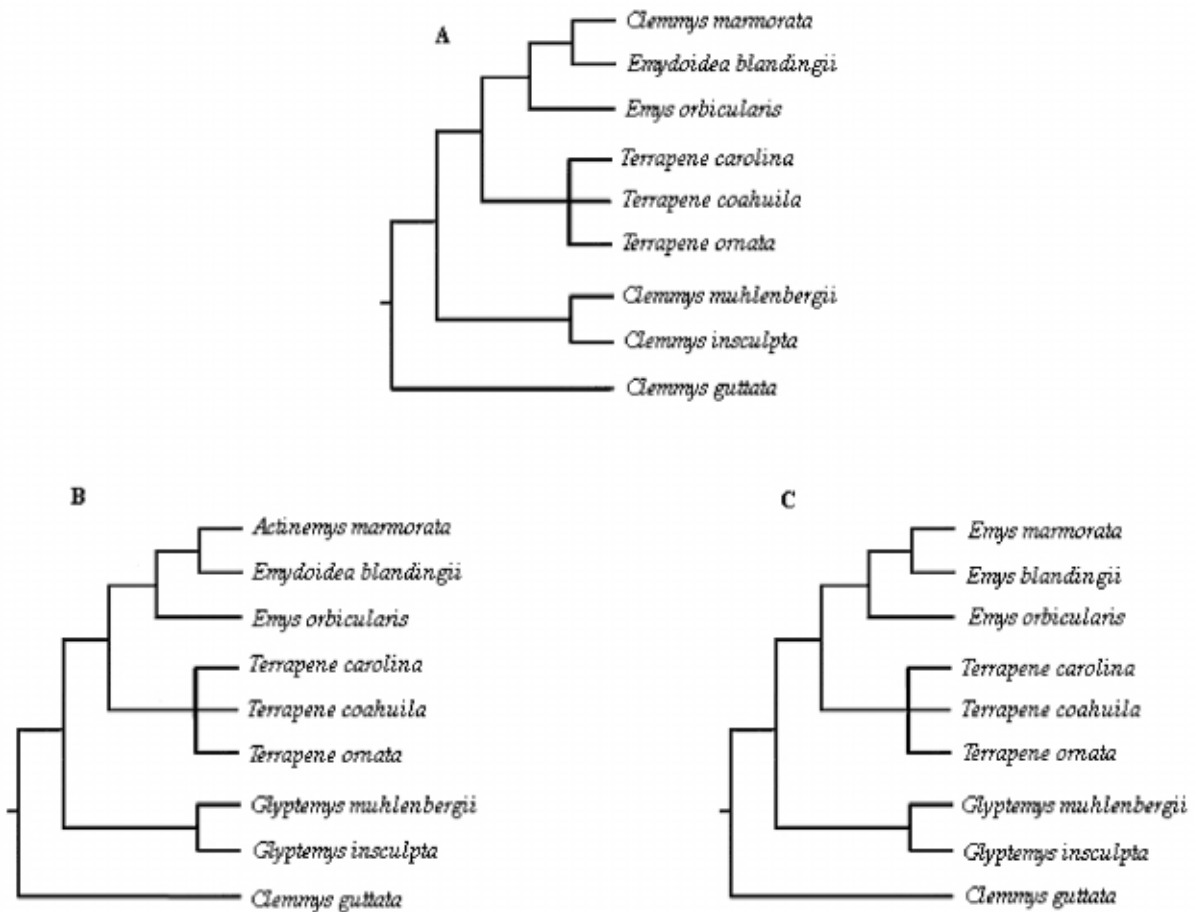 A
Clemmys marmorata
Emydoidea blandingii
Emys orbicularis
Terrapene carolina
Terrapene coahuila
Terrapene ornata
Clemmys muhlenbergii
Clemmys insculpta
Clemmys guttata
B
Actinemys marmorata
Emydoidea blandingii
Emys orbicularis
Terrapene carolina
Terrapene coahuila
Terrapene ornata
Glyptemys muhlenbergii
Glyptemys insculpta
Clemmys guttata
C
Emys marmorata
Emys blandingii
Emys orbicularis
Terrapene carolina
Terrapene coahuila
Terrapene ornata
Glyptemys muhlenbergii
Glyptemys insculpta
Clemmys guttata